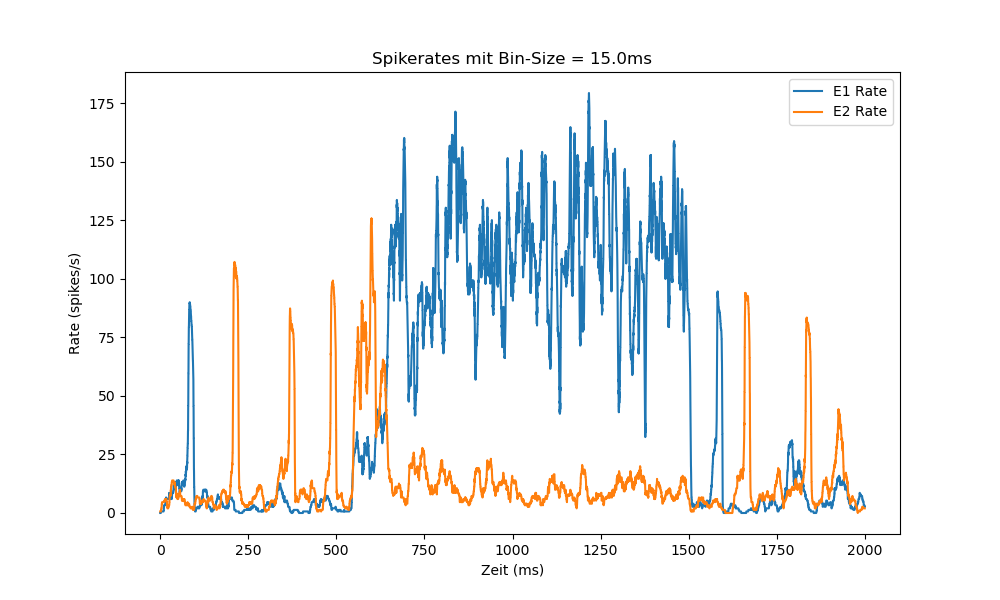 Spikerates mit Bin-Size = 15.0ms
E1 Rate
E2 Rate
175
150
125
100
75
50
25
0
Rate (spikes/s)
0 250 500 750 1000 1250 1500 1750 2000
Zeit (ms)